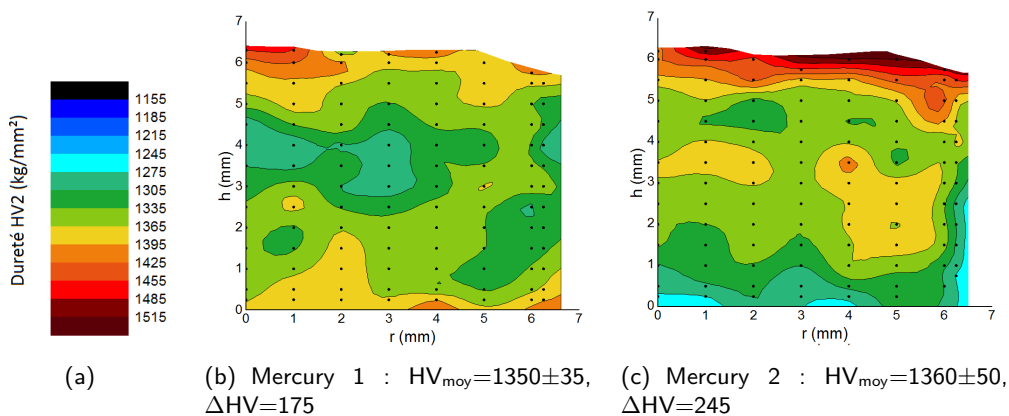 Dureté HV2 (kg/mm²)
1155
1185
1215
1245
1275
1305
1335
1365
1395
1425
1455
1485
1515
(a)
7
6
5
4
3
2
1
0
h (mm)
0 1 2 3 4 5 6 7
r (mm)
(b) Mercury 1 : HVmoy=1350±35,
ΔHV=175
7
6
5
4
3
2
1
0
h (mm)
0 1 2 3 4 5 6 7
r (mm)
(c) Mercury 2 : HVmoy=1360±50,
ΔHV=245